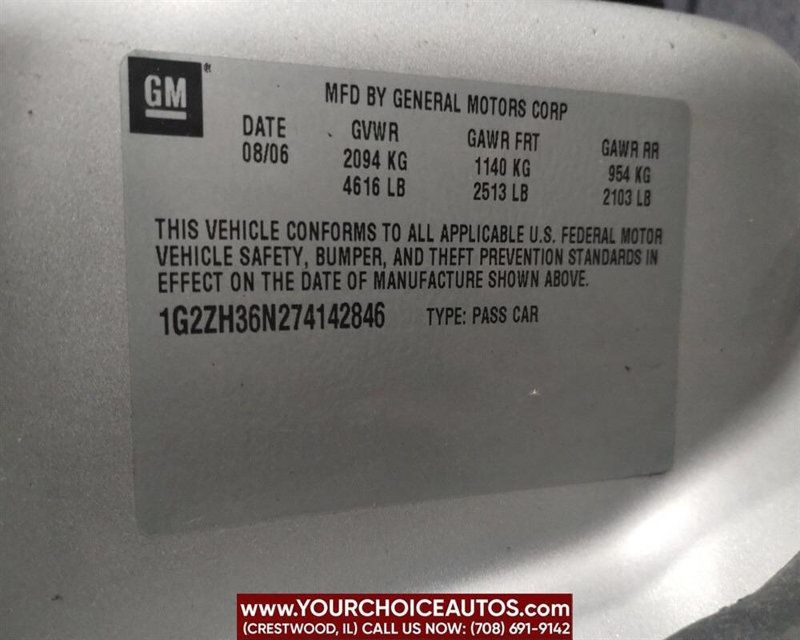 GM
MFD BY GENERAL MOTORS CORP
DATE GVWR GAWR FRT GAWR RR
08/06 2094 KG 1140 KG 954 KG
4616 LB 2513 LB 2103 LB
THIS VEHICLE CONFORMS TO ALL APPLICABLE U.S. FEDERAL MOTOR
VEHICLE SAFETY, BUMPER, AND THEFT PREVENTION STANDARDS IN
EFFECT ON THE DATE OF MANUFACTURE SHOWN ABOVE.
1G2ZH36N274142846 TYPE: PASS CAR
www.YOURCHOICEAUTOS.com
(CRESTWOOD, IL) CALL US NOW: (708) 691-9142